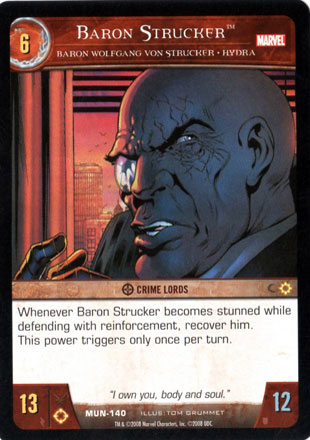 6
BARON STRUCKER™
BARON WOLFGANG VON STRUCKER • HYDRA
MARVEL
CRIME LORDS
Whenever Baron Strucker becomes stunned while
defending with reinforcement, recover him.
This power triggers only once per turn.
"I own you, body and soul."
13
MUN-140
ILLUS: TOM GRUMMET
12
TM & ©2008 Marvel Characters, Inc. ©2008 UDC.